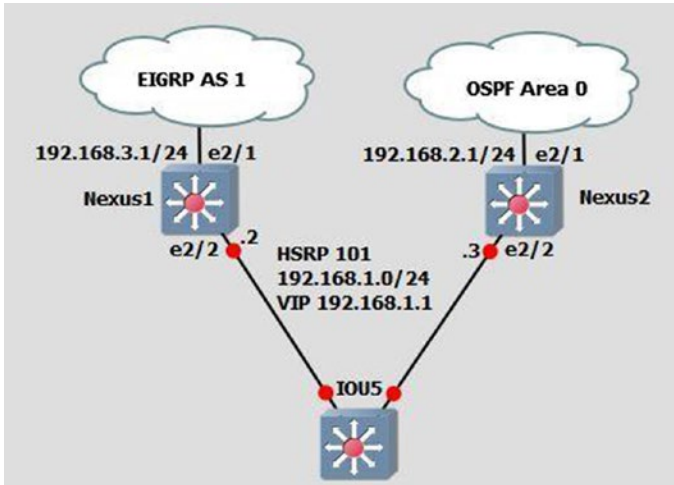 EIGRP AS 1
OSPF Area 0
192.168.3.1/24 e2/1
192.168.2.1/24 e2/1
Nexus1
Nexus2
e2/2 .2
.3 e2/2
HSRP 101
192.168.1.0/24
VIP 192.168.1.1
IOU5